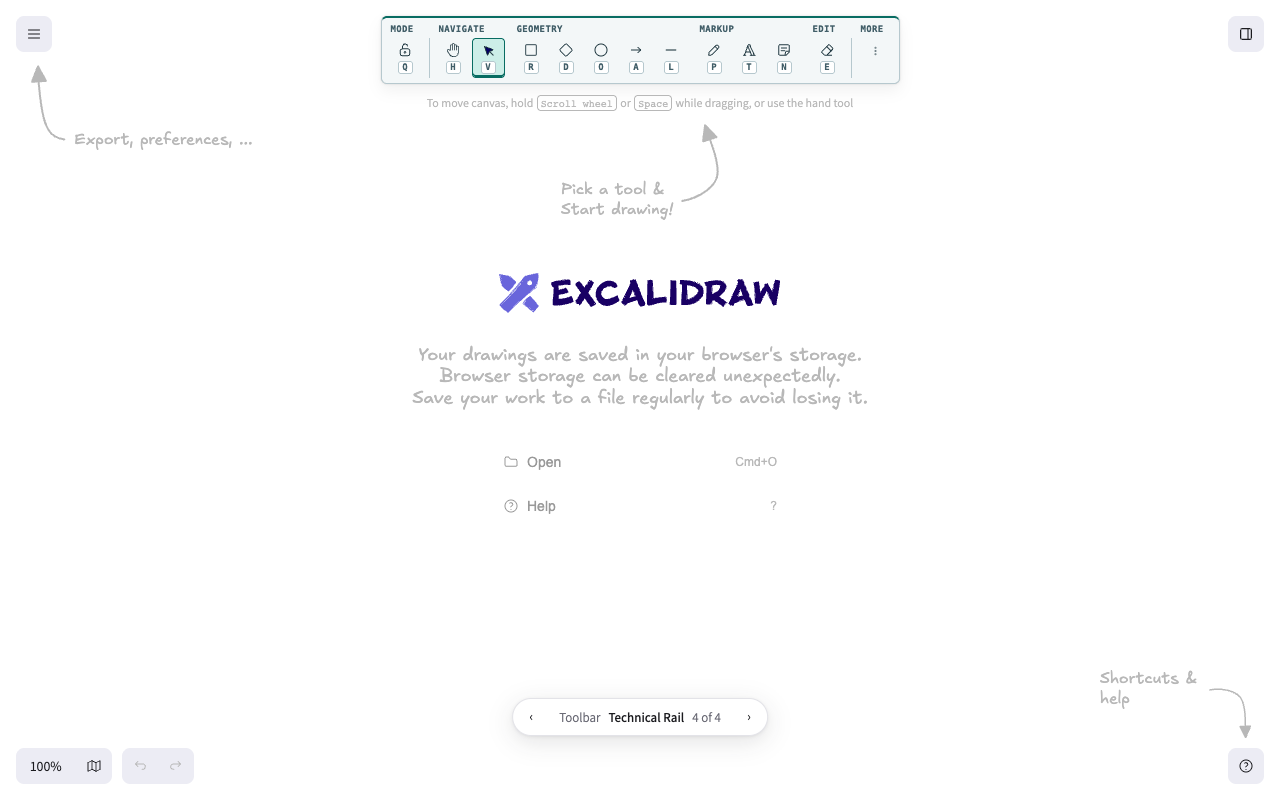 MODE NAVIGATE GEOMETRY MARKUP EDIT MORE
Q H V R D O A L P T N E
To move canvas, hold Scroll wheel or Space while dragging, or use the hand tool
Export, preferences, ...
Pick a tool &
Start drawing!
EXCALIDRAW
Your drawings are saved in your browser's storage.
Browser storage can be cleared unexpectedly.
Save your work to a file regularly to avoid losing it.
Open Cmd+O
Help ?
Shortcuts &
help
‹ Toolbar Technical Rail 4 of 4 ›
100%